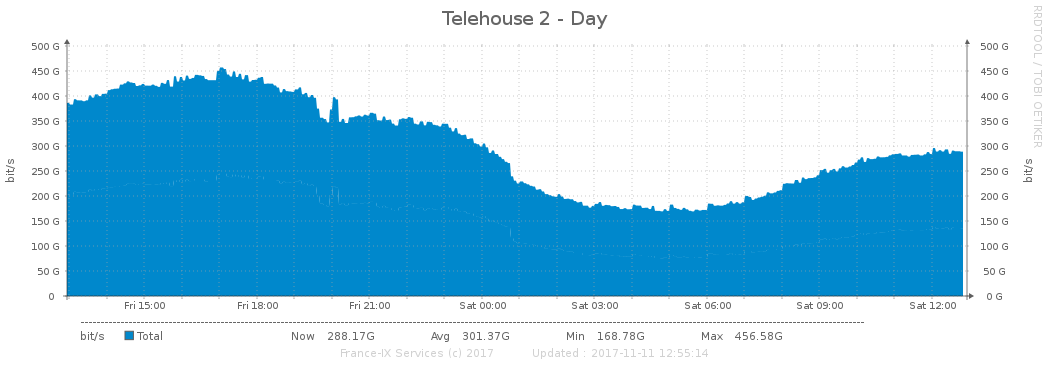 Telehouse 2 - Day
RRDTOOL / TOBI OETIKER
500 G 500 G
450 G 450 G
400 G 400 G
350 G 350 G
300 G 300 G
250 G 250 G
200 G 200 G
150 G 150 G
100 G 100 G
50 G 50 G
0 0 G
bit/s
bit/s
Fri 15:00 Fri 18:00 Fri 21:00 Sat 00:00 Sat 03:00 Sat 06:00 Sat 09:00 Sat 12:00
bit/s Total Now 288.17G Avg 301.37G Min 168.78G Max 456.58G
France-IX Services (c) 2017 Updated : 2017-11-11 12:55:14